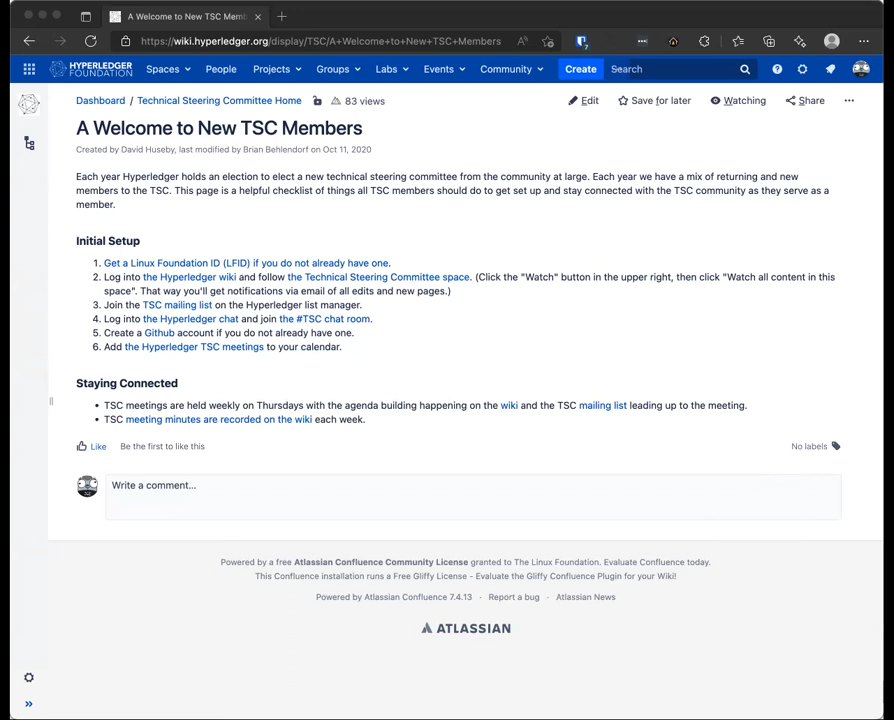 A Welcome to New TSC Memb
https://wiki.hyperledger.org/display/TSC/A+Welcome+to+New+TSC+Members
HYPERLEDGER FOUNDATION Spaces People Projects Groups Labs Events Community Create Search
Dashboard / Technical Steering Committee Home 83 views Edit Save for later Watching Share
A Welcome to New TSC Members
Created by David Huseby, last modified by Brian Behlendorf on Oct 11, 2020
Each year Hyperledger holds an election to elect a new technical steering committee from the community at large. Each year we have a mix of returning and new
members to the TSC. This page is a helpful checklist of things all TSC members should do to get set up and stay connected with the TSC community as they serve as a
member.
Initial Setup
1. Get a Linux Foundation ID (LFID) if you do not already have one.
2. Log into the Hyperledger wiki and follow the Technical Steering Committee space. (Click the "Watch" button in the upper right, then click "Watch all content in this
space". That way you'll get notifications via email of all edits and new pages.)
3. Join the TSC mailing list on the Hyperledger list manager.
4. Log into the Hyperledger chat and join the #TSC chat room.
5. Create a Github account if you do not already have one.
6. Add the Hyperledger TSC meetings to your calendar.
Staying Connected
• TSC meetings are held weekly on Thursdays with the agenda building happening on the wiki and the TSC mailing list leading up to the meeting.
• TSC meeting minutes are recorded on the wiki each week.
Like Be the first to like this No labels
Write a comment…
Powered by a free Atlassian Confluence Community License granted to The Linux Foundation. Evaluate Confluence today.
This Confluence installation runs a Free Gliffy License - Evaluate the Gliffy Confluence Plugin for your Wiki!
Powered by Atlassian Confluence 7.4.13 · Report a bug · Atlassian News
ATLASSIAN